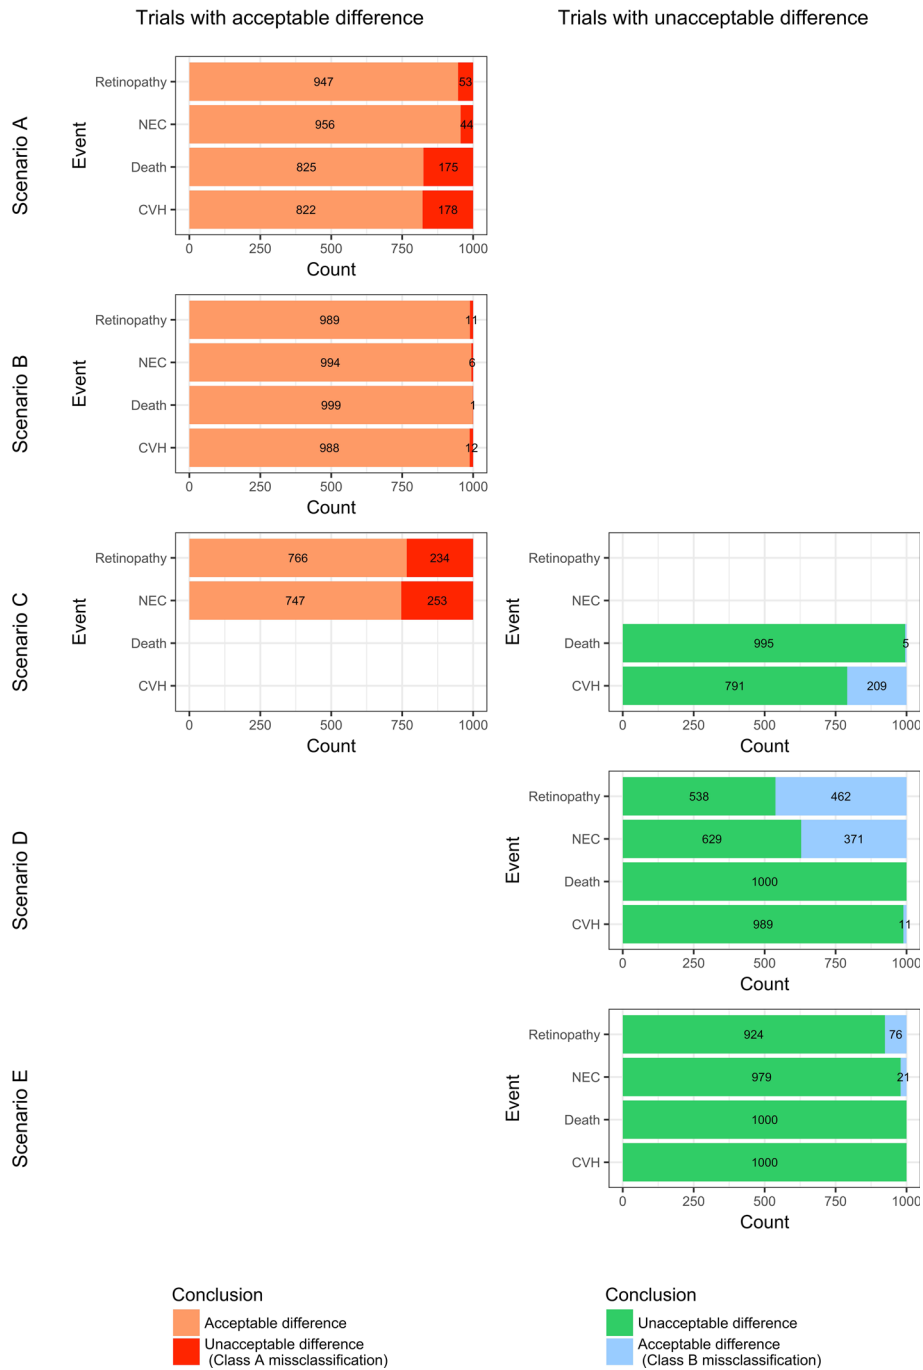 Trials with acceptable difference
Trials with unacceptable difference
Scenario A
Event
Retinopathy
947
53
NEC
956
44
Death
825
175
CVH
822
178
0
250
500
750
1000
Count
Scenario B
Event
Retinopathy
989
11
NEC
994
6
Death
999
1
CVH
988
12
0
250
500
750
1000
Count
Scenario C
Event
Retinopathy
766
234
NEC
747
253
Death
CVH
0
250
500
750
1000
Count
Event
Retinopathy
NEC
Death
995
5
CVH
791
209
0
250
500
750
1000
Count
Scenario D
Event
Retinopathy
538
462
NEC
629
371
Death
1000
CVH
989
11
0
250
500
750
1000
Count
Scenario E
Event
Retinopathy
924
76
NEC
979
21
Death
1000
CVH
1000
0
250
500
750
1000
Count
Conclusion
Acceptable difference
Unacceptable difference
(Class A missclassification)
Conclusion
Unacceptable difference
Acceptable difference
(Class B missclassification)